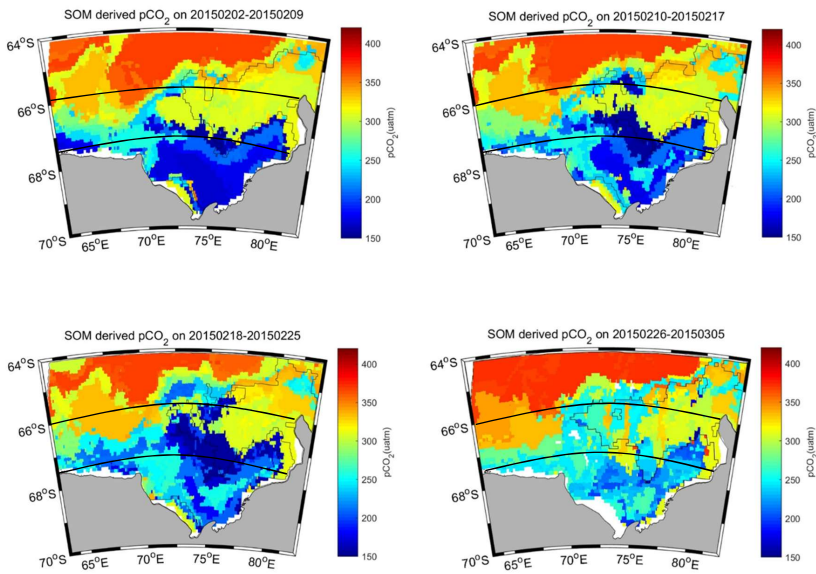 SOM derived pCO2 on 20150202-20150209
64°S
66°S
68°S
70°S
65°E
70°E
75°E
80°E
400
350
300
250
200
150
pCO2(uatm)
SOM derived pCO2 on 20150210-20150217
64°S
66°S
68°S
70°S
65°E
70°E
75°E
80°E
400
350
300
250
200
150
pCO2(uatm)
SOM derived pCO2 on 20150218-20150225
64°S
66°S
68°S
70°S
65°E
70°E
75°E
80°E
400
350
300
250
200
150
pCO2(uatm)
SOM derived pCO2 on 20150226-20150305
64°S
66°S
68°S
70°S
65°E
70°E
75°E
80°E
400
350
300
250
200
150
pCO2(uatm)